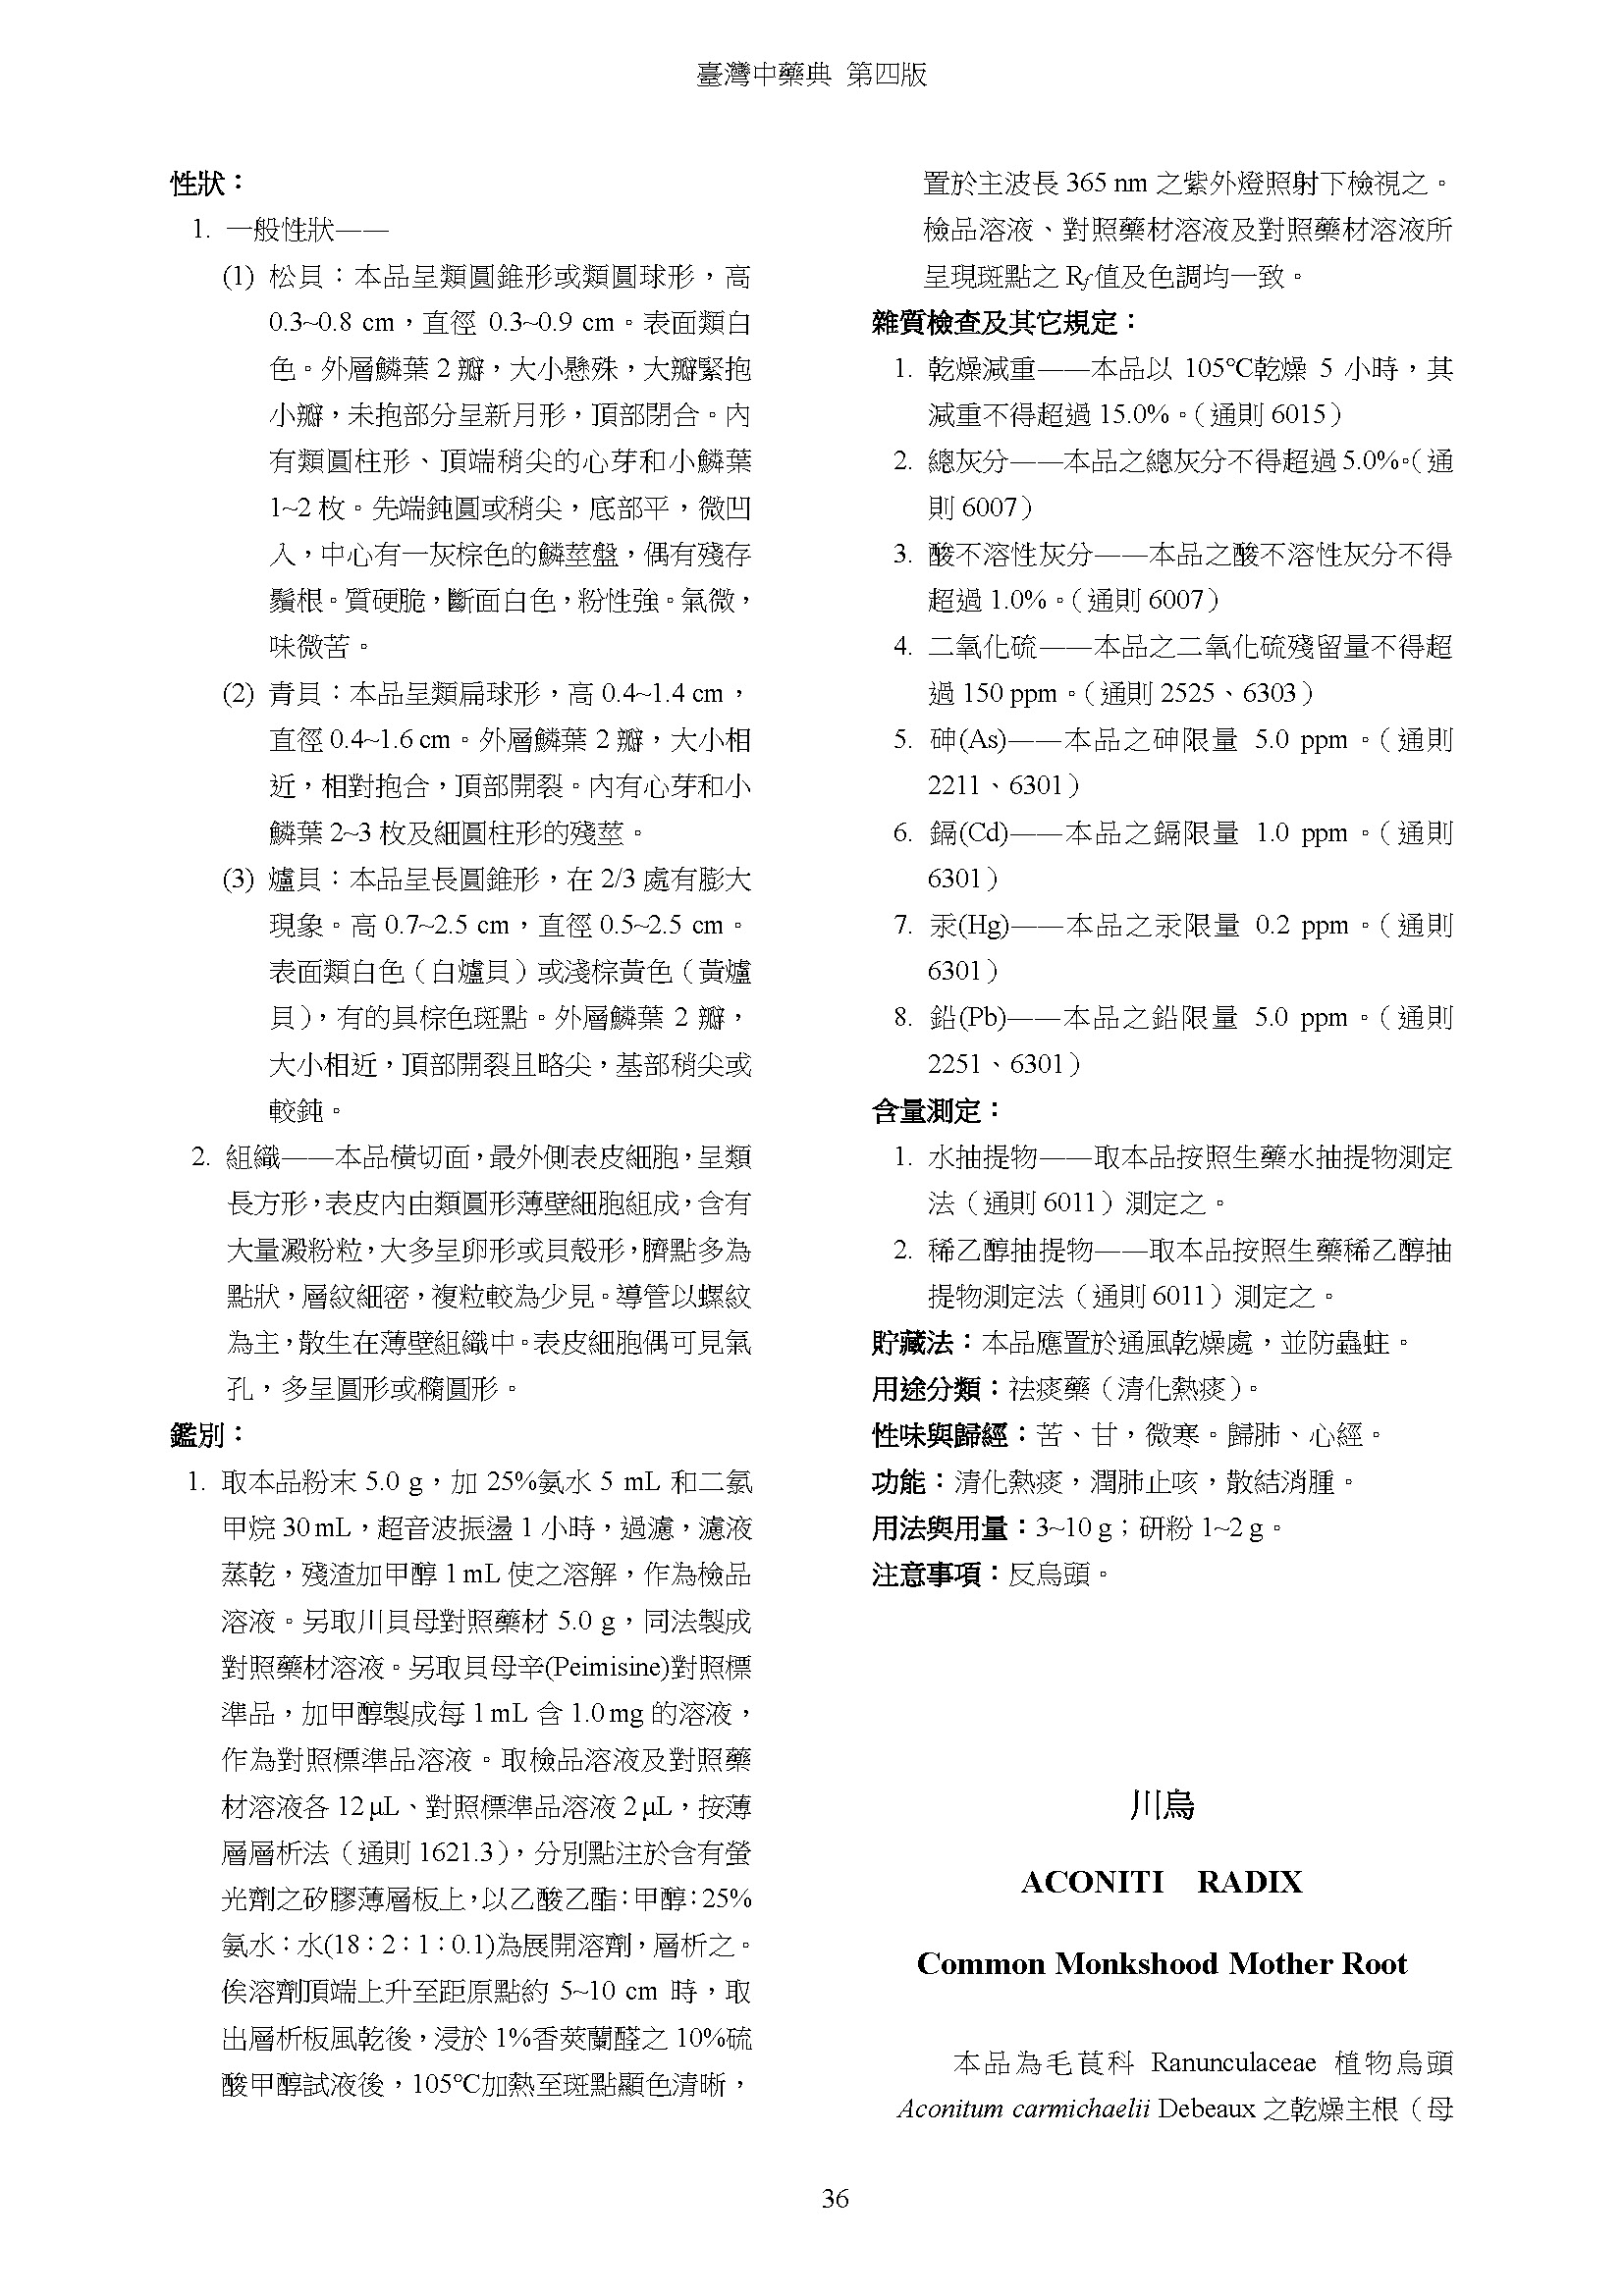 臺灣中藥典 第四版
性狀：
1. 一般性狀——
(1) 松貝：本品呈類圓錐形或類圓球形，高
0.3~0.8 cm，直徑 0.3~0.9 cm。表面類白
色。外層鱗葉 2 瓣，大小懸殊，大瓣緊抱
小瓣，未抱部分呈新月形，頂部閉合。內
有類圓柱形、頂端稍尖的心芽和小鱗葉
1~2 枚。先端鈍圓或稍尖，底部平，微凹
入，中心有一灰棕色的鱗莖盤，偶有殘存
鬚根。質硬脆，斷面白色，粉性強。氣微，
味微苦。
(2) 青貝：本品呈類扁球形，高 0.4~1.4 cm，
直徑 0.4~1.6 cm。外層鱗葉 2 瓣，大小相
近，相對抱合，頂部開裂。內有心芽和小
鱗葉 2~3 枚及細圓柱形的殘莖。
(3) 爐貝：本品呈長圓錐形，在 2/3 處有膨大
現象。高 0.7~2.5 cm，直徑 0.5~2.5 cm。
表面類白色（白爐貝）或淺棕黃色（黃爐
貝），有的具棕色斑點。外層鱗葉 2 瓣，
大小相近，頂部開裂且略尖，基部稍尖或
較鈍。
2. 組織——本品橫切面，最外側表皮細胞，呈類
長方形，表皮內由類圓形薄壁細胞組成，含有
大量澱粉粒，大多呈卵形或貝殼形，臍點多為
點狀，層紋細密，複粒較為少見。導管以螺紋
為主，散生在薄壁組織中。表皮細胞偶可見氣
孔，多呈圓形或橢圓形。
鑑別：
1. 取本品粉末 5.0 g，加 25%氨水 5 mL 和二氯
甲烷 30 mL，超音波振盪 1 小時，過濾，濾液
蒸乾，殘渣加甲醇 1 mL 使之溶解，作為檢品
溶液。另取川貝母對照藥材 5.0 g，同法製成
對照藥材溶液。另取貝母辛(Peimisine)對照標
準品，加甲醇製成每 1 mL 含 1.0 mg 的溶液，
作為對照標準品溶液。取檢品溶液及對照藥
材溶液各 12 μL、對照標準品溶液 2 μL，按薄
層層析法（通則 1621.3），分別點注於含有螢
光劑之矽膠薄層板上，以乙酸乙酯：甲醇：25%
氨水：水(18：2：1：0.1)為展開溶劑，層析之。
俟溶劑頂端上升至距原點約 5~10 cm 時，取
出層析板風乾後，浸於 1%香莢蘭醛之 10%硫
酸甲醇試液後，105℃加熱至斑點顯色清晰，
置於主波長 365 nm 之紫外燈照射下檢視之。
檢品溶液、對照藥材溶液及對照藥材溶液所
呈現斑點之 Rf 值及色調均一致。
雜質檢查及其它規定：
1. 乾燥減重——本品以 105℃乾燥 5 小時，其
減重不得超過 15.0%。（通則 6015）
2. 總灰分——本品之總灰分不得超過 5.0%。（通
則 6007）
3. 酸不溶性灰分——本品之酸不溶性灰分不得
超過 1.0%。（通則 6007）
4. 二氧化硫——本品之二氧化硫殘留量不得超
過 150 ppm。（通則 2525、6303）
5. 砷(As)——本品之砷限量 5.0 ppm。（通則
2211、6301）
6. 鎘(Cd)——本品之鎘限量 1.0 ppm。（通則
6301）
7. 汞(Hg)——本品之汞限量 0.2 ppm。（通則
6301）
8. 鉛(Pb)——本品之鉛限量 5.0 ppm。（通則
2251、6301）
含量測定：
1. 水抽提物——取本品按照生藥水抽提物測定
法（通則 6011）測定之。
2. 稀乙醇抽提物——取本品按照生藥稀乙醇抽
提物測定法（通則 6011）測定之。
貯藏法：本品應置於通風乾燥處，並防蟲蛀。
用途分類：祛痰藥（清化熱痰）。
性味與歸經：苦、甘，微寒。歸肺、心經。
功能：清化熱痰，潤肺止咳，散結消腫。
用法與用量：3~10 g；研粉 1~2 g。
注意事項：反烏頭。
川烏
ACONITI RADIX
Common Monkshood Mother Root
本品為毛茛科 Ranunculaceae 植物烏頭
Aconitum carmichaelii Debeaux 之乾燥主根（母
36